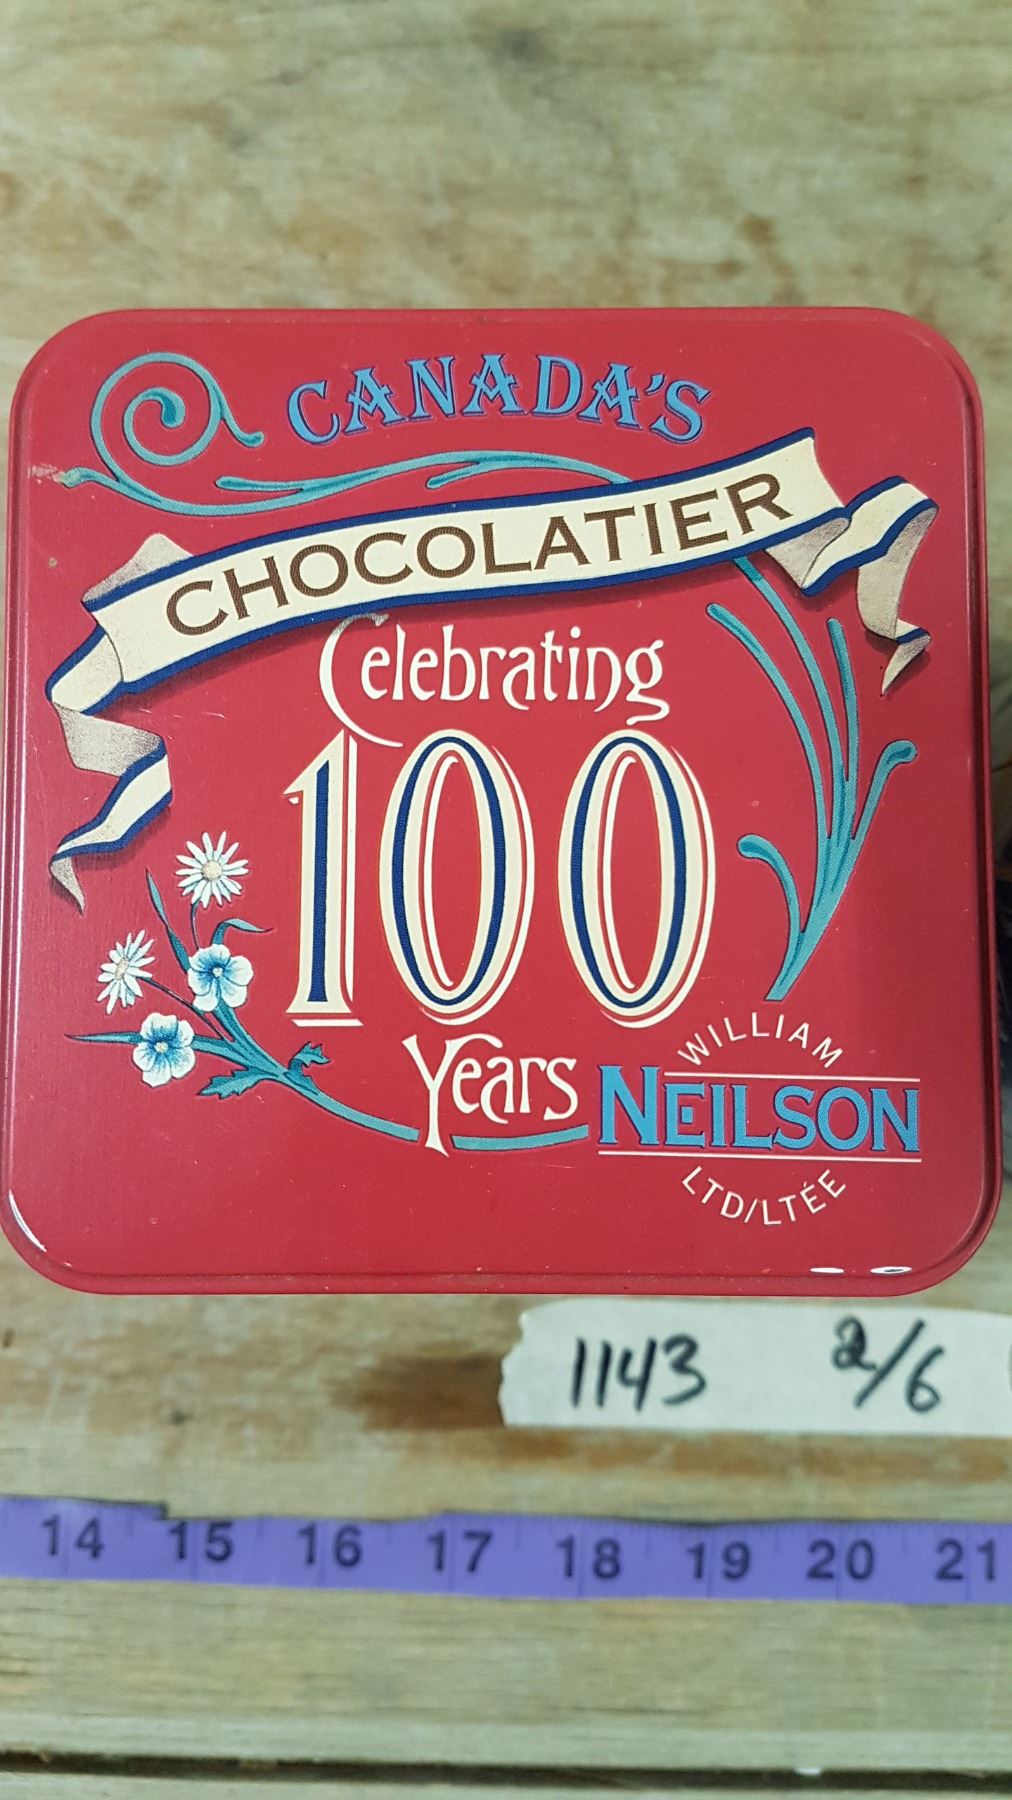 CANADA'S
CHOCOLATIER
Celebrating
100
Years
WILLIAM
NEILSON
LTD/LTÉE
1143 2/6
14 15 16 17 18 19 20 21